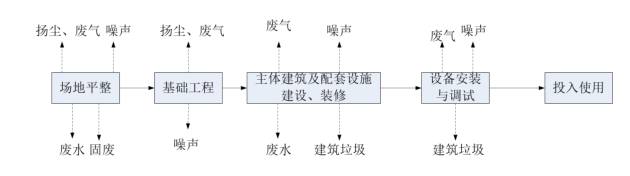 扬尘、废气 噪声
扬尘、废气
废气
噪声
废气
噪声
场地平整
基础工程
主体建筑及配套设施
建设、装修
设备安装
与调试
投入使用
废水 固废
噪声
废水
建筑垃圾
建筑垃圾